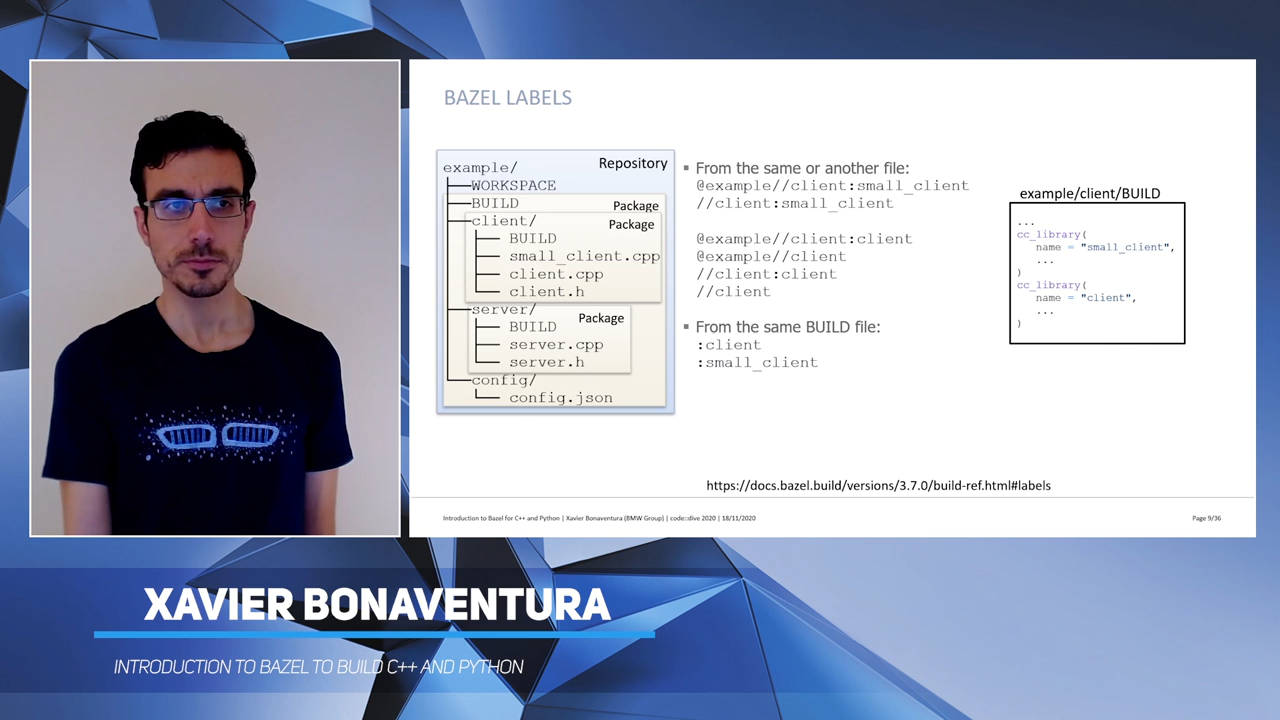 BAZEL LABELS
example/
Repository
├──WORKSPACE
├──BUILD
Package
├──client/
Package
├── BUILD
├── small_client.cpp
├── client.cpp
└── client.h
├──server/
Package
├── BUILD
├── server.cpp
└── server.h
└──config/
└── config.json
▪ From the same or another file:
@example//client:small_client
//client:small_client
@example//client:client
@example//client
//client:client
//client
▪ From the same BUILD file:
:client
:small_client
example/client/BUILD
...
cc_library(
name = "small_client",
...
)
cc_library(
name = "client",
...
)
https://docs.bazel.build/versions/3.7.0/build-ref.html#labels
Introduction to Bazel for C++ and Python | Xavier Bonaventura (BMW Group) | code::dive 2020 | 18/11/2020
Page 9/36
XAVIER BONAVENTURA
INTRODUCTION TO BAZEL TO BUILD C++ AND PYTHON